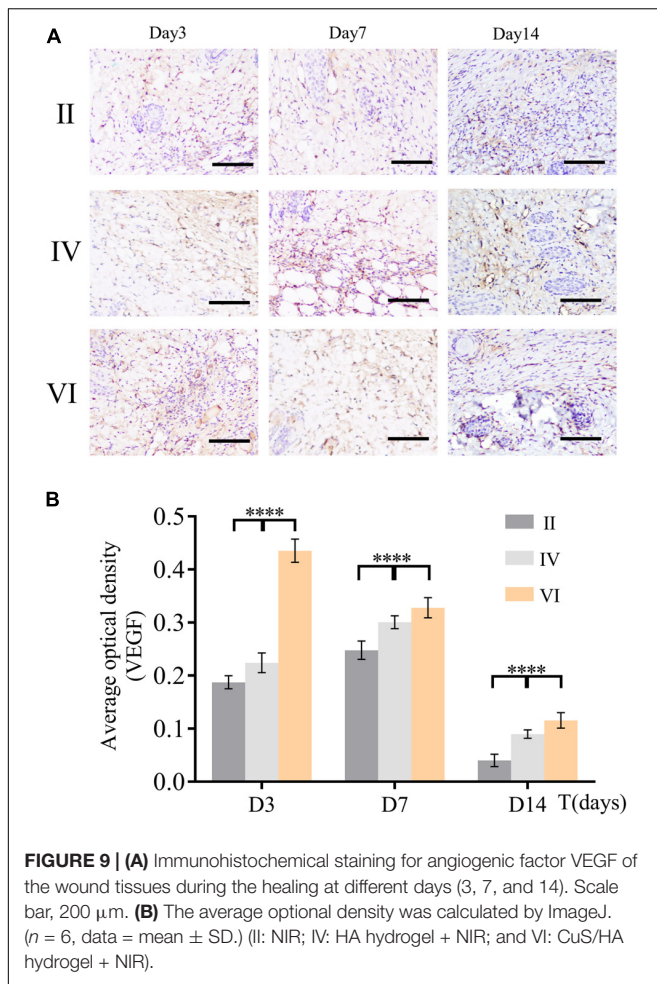 A
Day3 Day7 Day14
II
IV
VI
B
Average optical density
(VEGF)
0.5
0.4
0.3
0.2
0.1
0.0
****
****
****
II
IV
VI
D3 D7 D14 T(days)
FIGURE 9 | (A) Immunohistochemical staining for angiogenic factor VEGF of
the wound tissues during the healing at different days (3, 7, and 14). Scale
bar, 200 μm. (B) The average optional density was calculated by ImageJ.
(n = 6, data = mean ± SD.) (II: NIR; IV: HA hydrogel + NIR; and VI: CuS/HA
hydrogel + NIR).